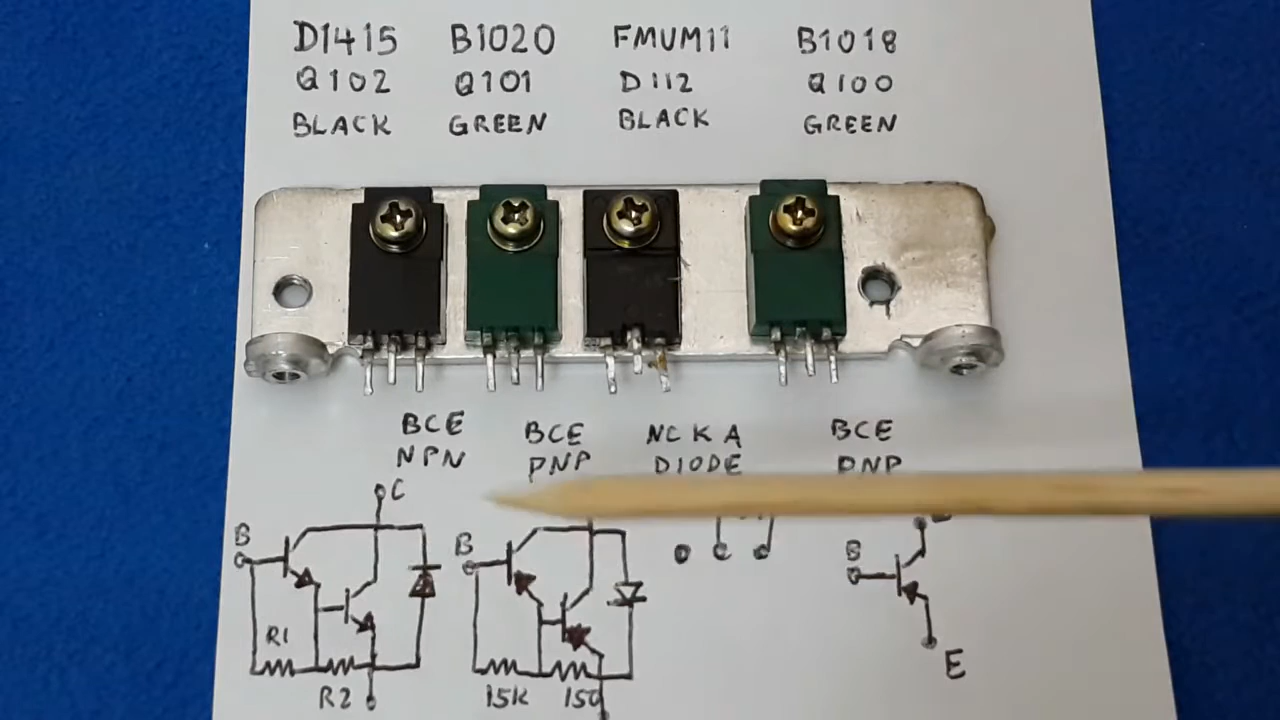 D1415 B1020 FMUM11 B1018
Q102 Q101 D112 Q100
BLACK GREEN BLACK GREEN
BCE BCE NC K A BCE
NPN PNP DIODE PNP
C
B B B
R1
R2 15K 150 E